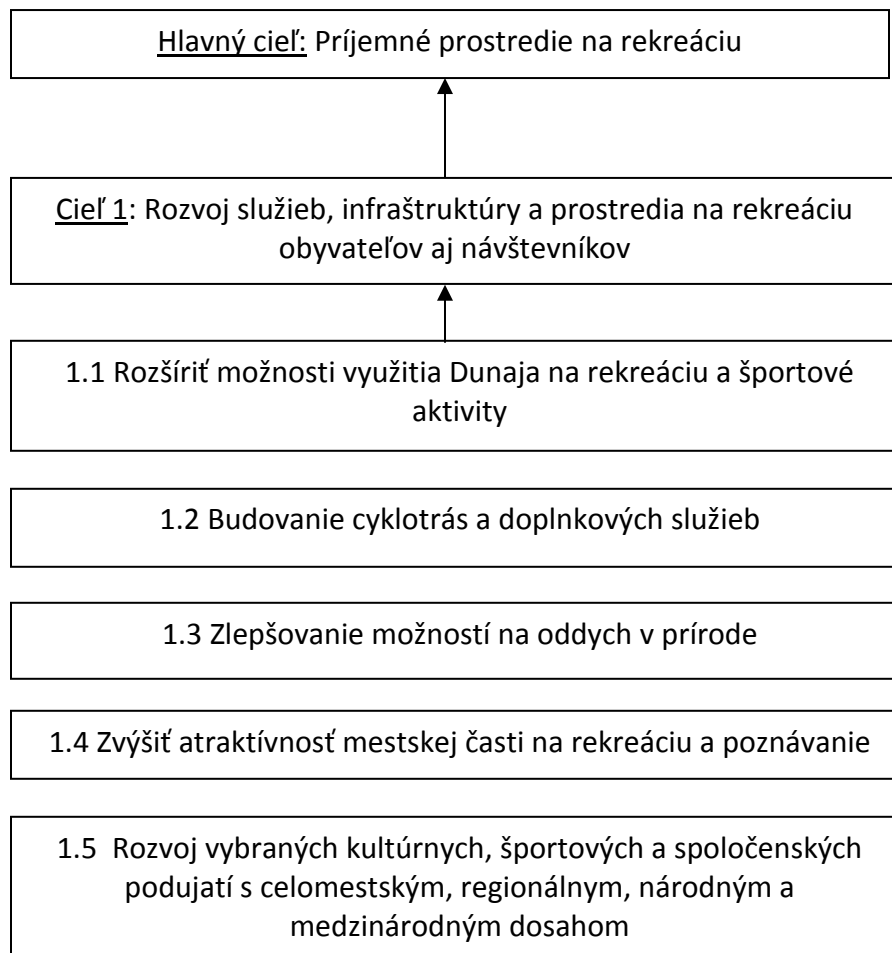 Hlavný cieľ: Príjemné prostredie na rekreáciu
Cieľ 1: Rozvoj služieb, infraštruktúry a prostredia na rekreáciu
obyvateľov aj návštevníkov
1.1 Rozšíriť možnosti využitia Dunaja na rekreáciu a športové
aktivity
1.2 Budovanie cyklotrás a doplnkových služieb
1.3 Zlepšovanie možností na oddych v prírode
1.4 Zvýšiť atraktívnosť mestskej časti na rekreáciu a poznávanie
1.5 Rozvoj vybraných kultúrnych, športových a spoločenských
podujatí s celomestským, regionálnym, národným a
medzinárodným dosahom